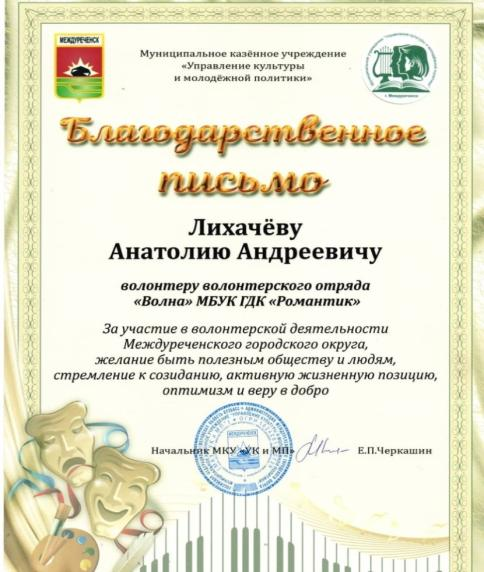 МЕЖДУРЕЧЕНСК
Муниципальное казённое учреждение
«Управление культуры
и молодёжной политики»
г. Междуреченск
Благодарственное
письмо
Лихачёву
Анатолию Андреевичу
волонтеру волонтерского отряда
«Волна» МБУК ГДК «Романтик»
За участие в волонтерской деятельности
Междуреченского городского округа,
желание быть полезным обществу и людям,
стремление к созиданию, активную жизненную позицию,
оптимизм и веру в добро
МЕЖДУРЕЧЕНСК
Начальник МКУ «УК и МП» Е.П.Черкашин